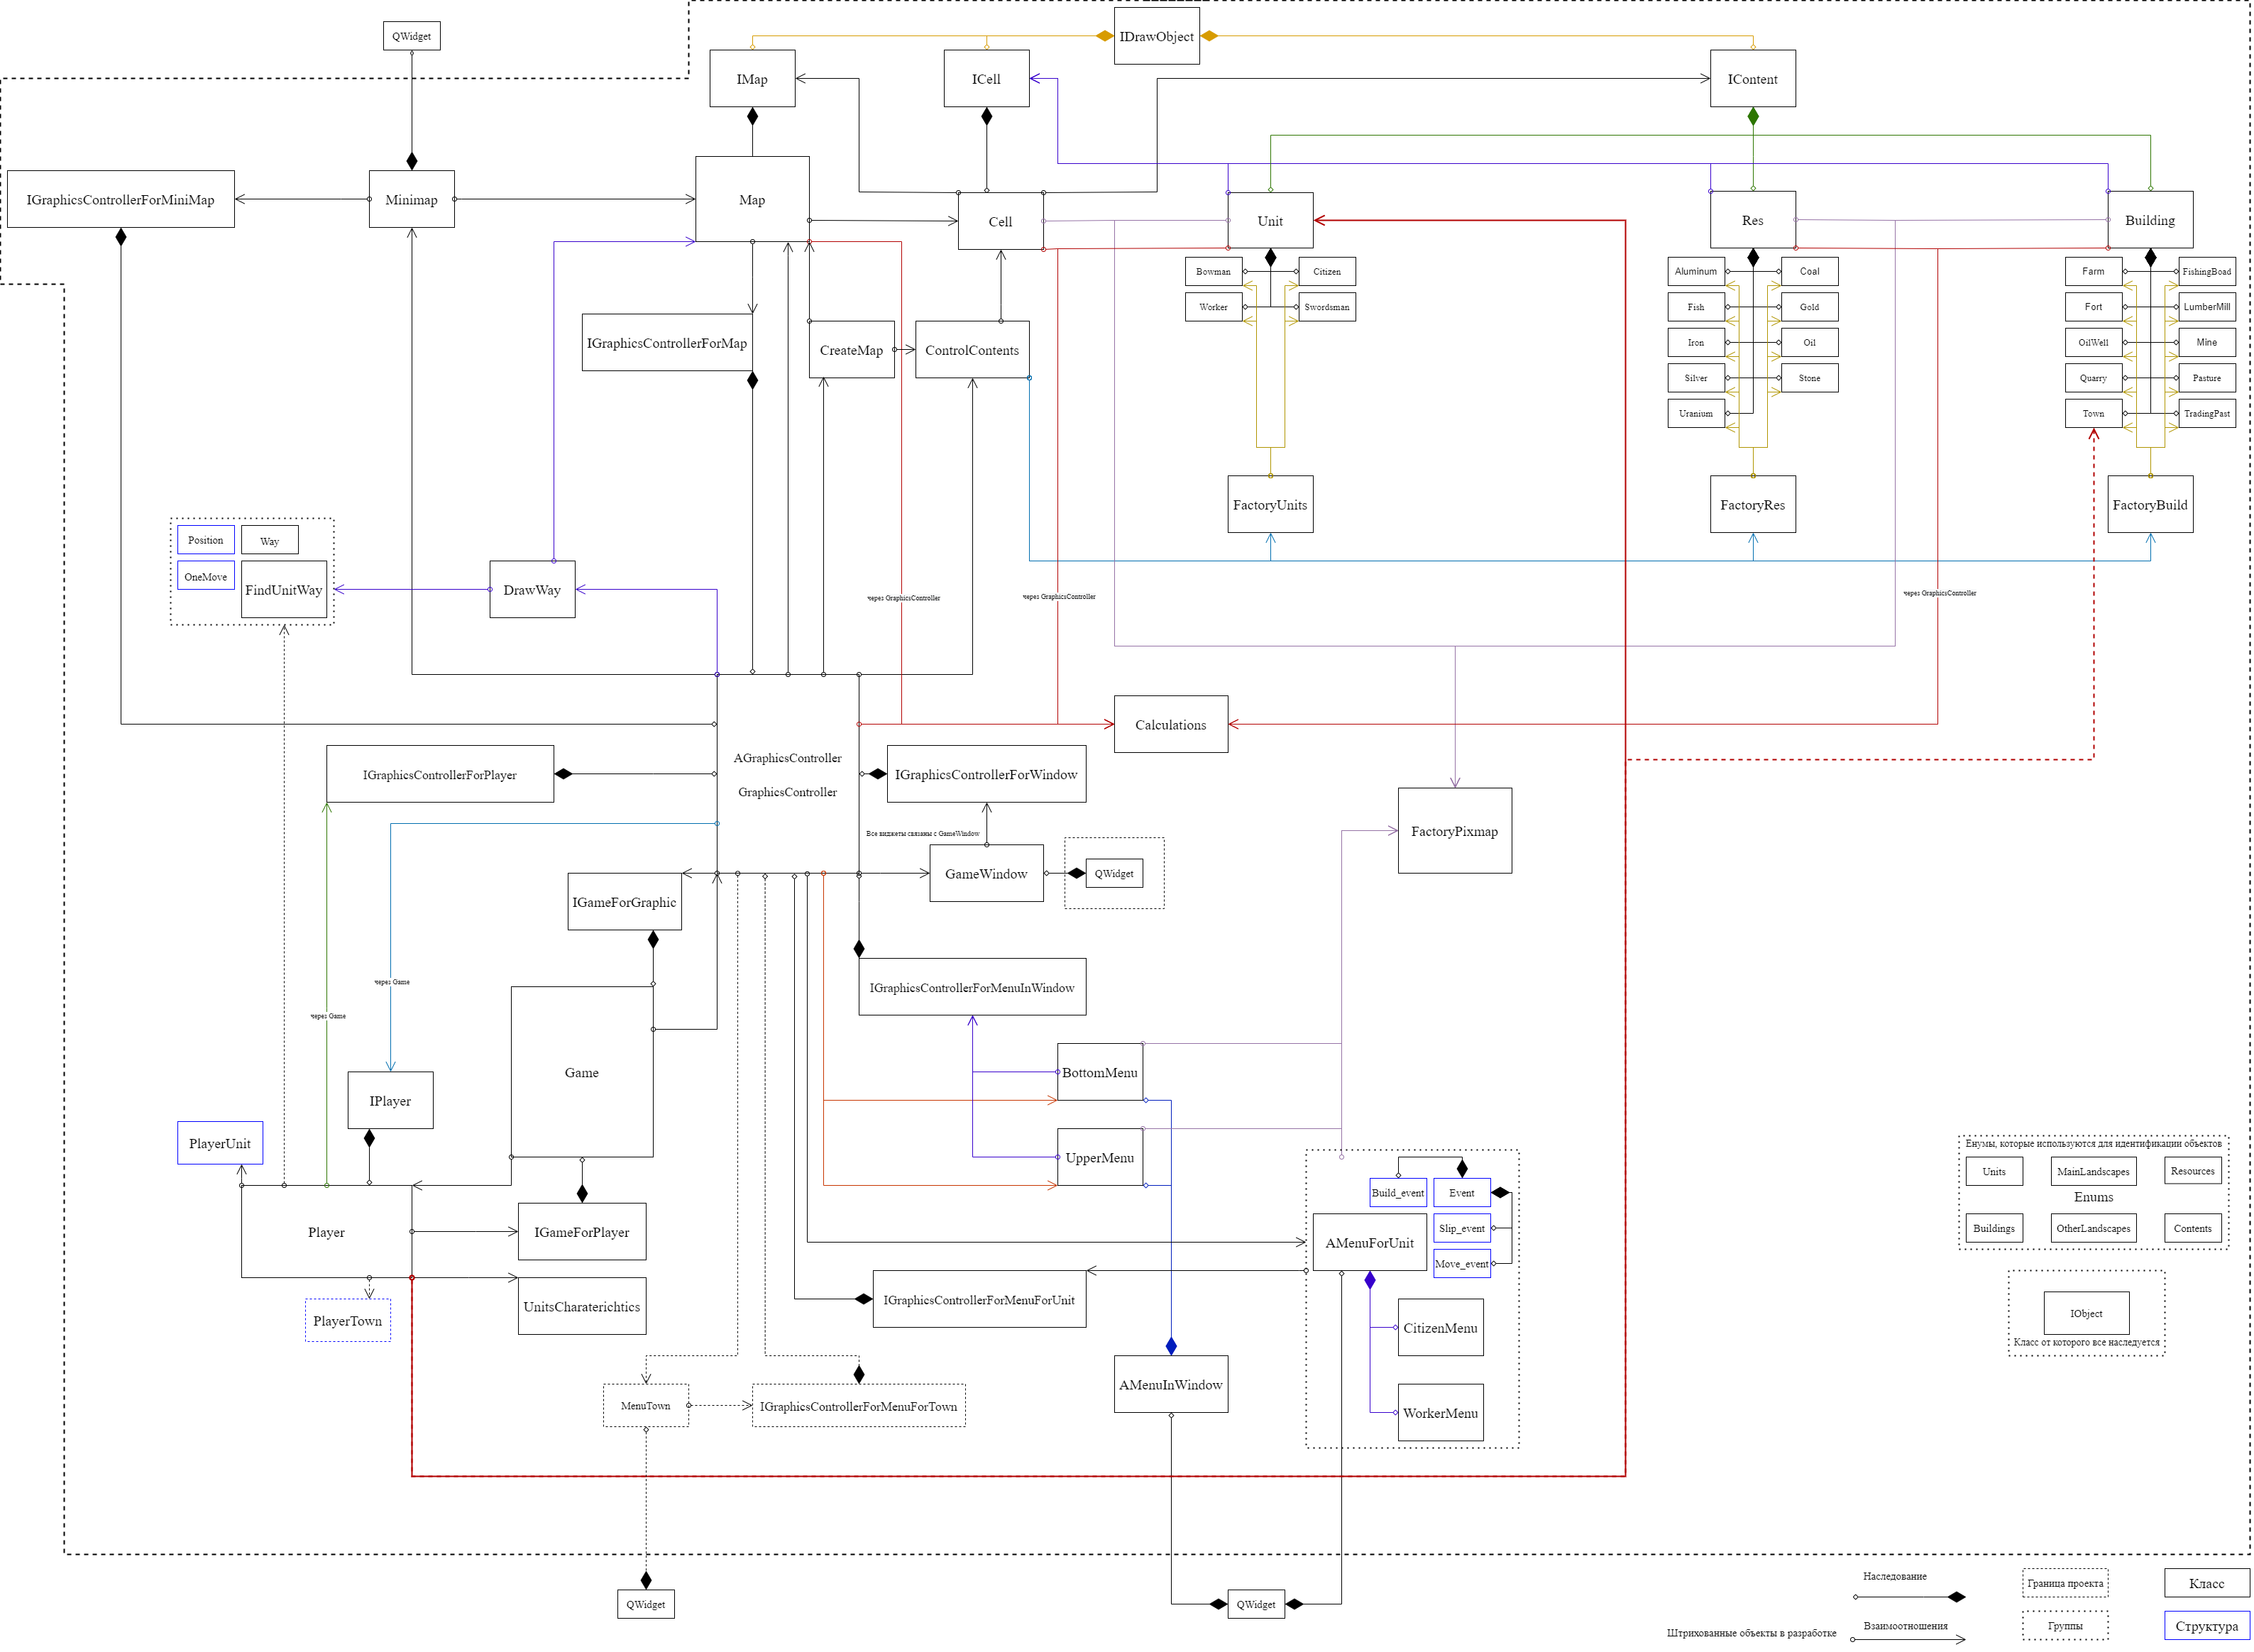 IDrawObject
QWidget
IMap
ICell
IContent
IGraphicsControllerForMiniMap
Minimap
Map
Cell
Unit
Res
Building
Bowman
Citizen
Aluminum
Coal
Farm
FishingBoad
Worker
Swordsman
Fish
Gold
Fort
LumberMill
IGraphicsControllerForMap
CreateMap
ControlContents
Iron
Oil
OilWell
Mine
Silver
Stone
Quarry
Pasture
Uranium
Town
TradingPast
FactoryUnits
FactoryRes
FactoryBuild
Position
Way
OneMove
FindUnitWay
DrawWay
через GraphicsController
через GraphicsController
через GraphicsController
Calculations
AGraphicsController
GraphicsController
IGraphicsControllerForPlayer
IGraphicsControllerForWindow
Все виджеты связаны с GameWindow
FactoryPixmap
GameWindow
QWidget
IGameForGraphic
через Game
через Game
IGraphicsControllerForMenuInWindow
Game
BottomMenu
IPlayer
PlayerUnit
UpperMenu
Енумы, которые используются для идентификации объектов
Units
MainLandscapes
Resources
Enums
Buildings
OtherLandscapes
Contents
Build_event
Event
Slip_event
Move_event
Player
IGameForPlayer
AMenuForUnit
IGraphicsControllerForMenuForUnit
UnitsCharaterichtics
PlayerTown
CitizenMenu
IObject
Класс от которого все наследуется
MenuTown
IGraphicsControllerForMenuForTown
AMenuInWindow
WorkerMenu
QWidget
QWidget
Наследование
Граница проекта
Класс
Штрихованные объекты в разработке
Взаимоотношения
Группы
Структура